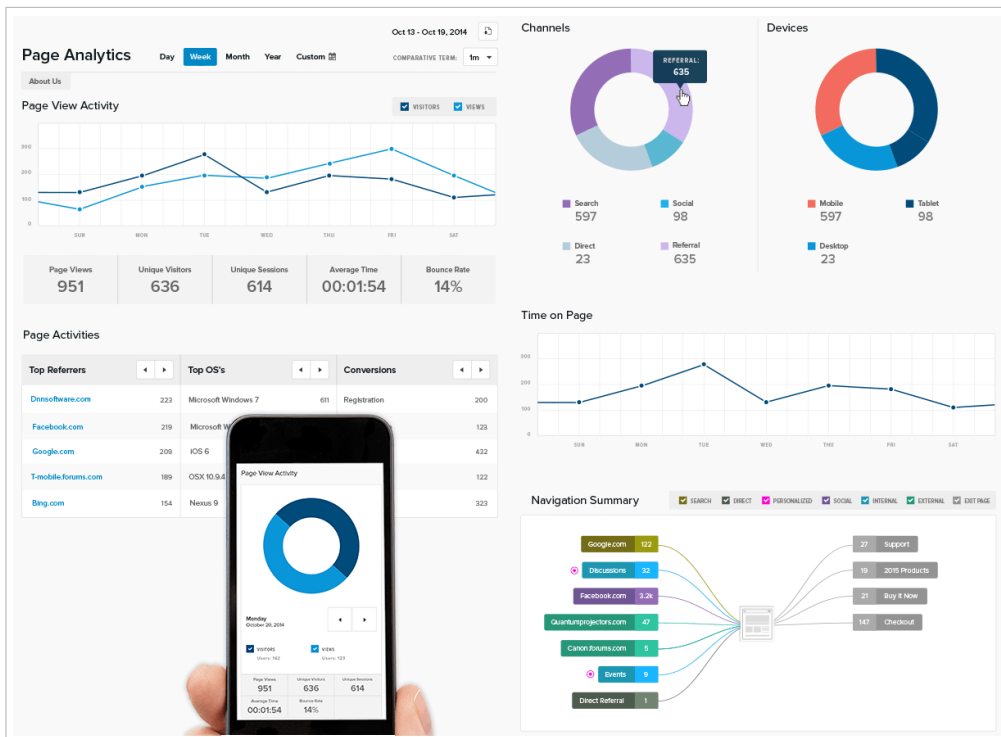 Oct 13 - Oct 19, 2014
Page Analytics
Day Week Month Year Custom
COMPARATIVE TERM: 1m
About Us
Page View Activity
VISITORS VIEWS
300
200
100
0
SUN MON TUE WED THU FRI SAT
Page Views Unique Visitors Unique Sessions Average Time Bounce Rate
951 636 614 00:01:54 14%
Page Activities
Top Referrers Top OS's Conversions
Dnnsoftware.com 223 Microsoft Windows 7 611 Registration 200
Facebook.com 219 Microsoft W 123
Google.com 209 iOS 6 432
T-mobile.forums.com 189 OSX 10.9.4 122
Bing.com 154 Nexus 9 323
Page View Activity
Monday
October 20, 2014
VISITORS VIEWS
Users: 142 Users: 120
Page Views Unique Visitors Unique Sessions
951 636 614
Average Time Bounce Rate
00:01:54 14%
Channels
REFERRAL:
635
Search Social
597 98
Direct Referral
23 635
Devices
Mobile Tablet
597 98
Desktop
23
Time on Page
300
200
100
0
SUN MON TUE WED THU FRI SAT
Navigation Summary
SEARCH DIRECT PERSONALIZED SOCIAL INTERNAL EXTERNAL EXIT PAGE
Google.com 122
Discussions 32
Facebook.com 3.2k
Quantumprojectors.com 47
Canon.forums.com 5
Events 9
Direct Referral 1
27 Support
19 2015 Products
21 Buy It Now
147 Checkout